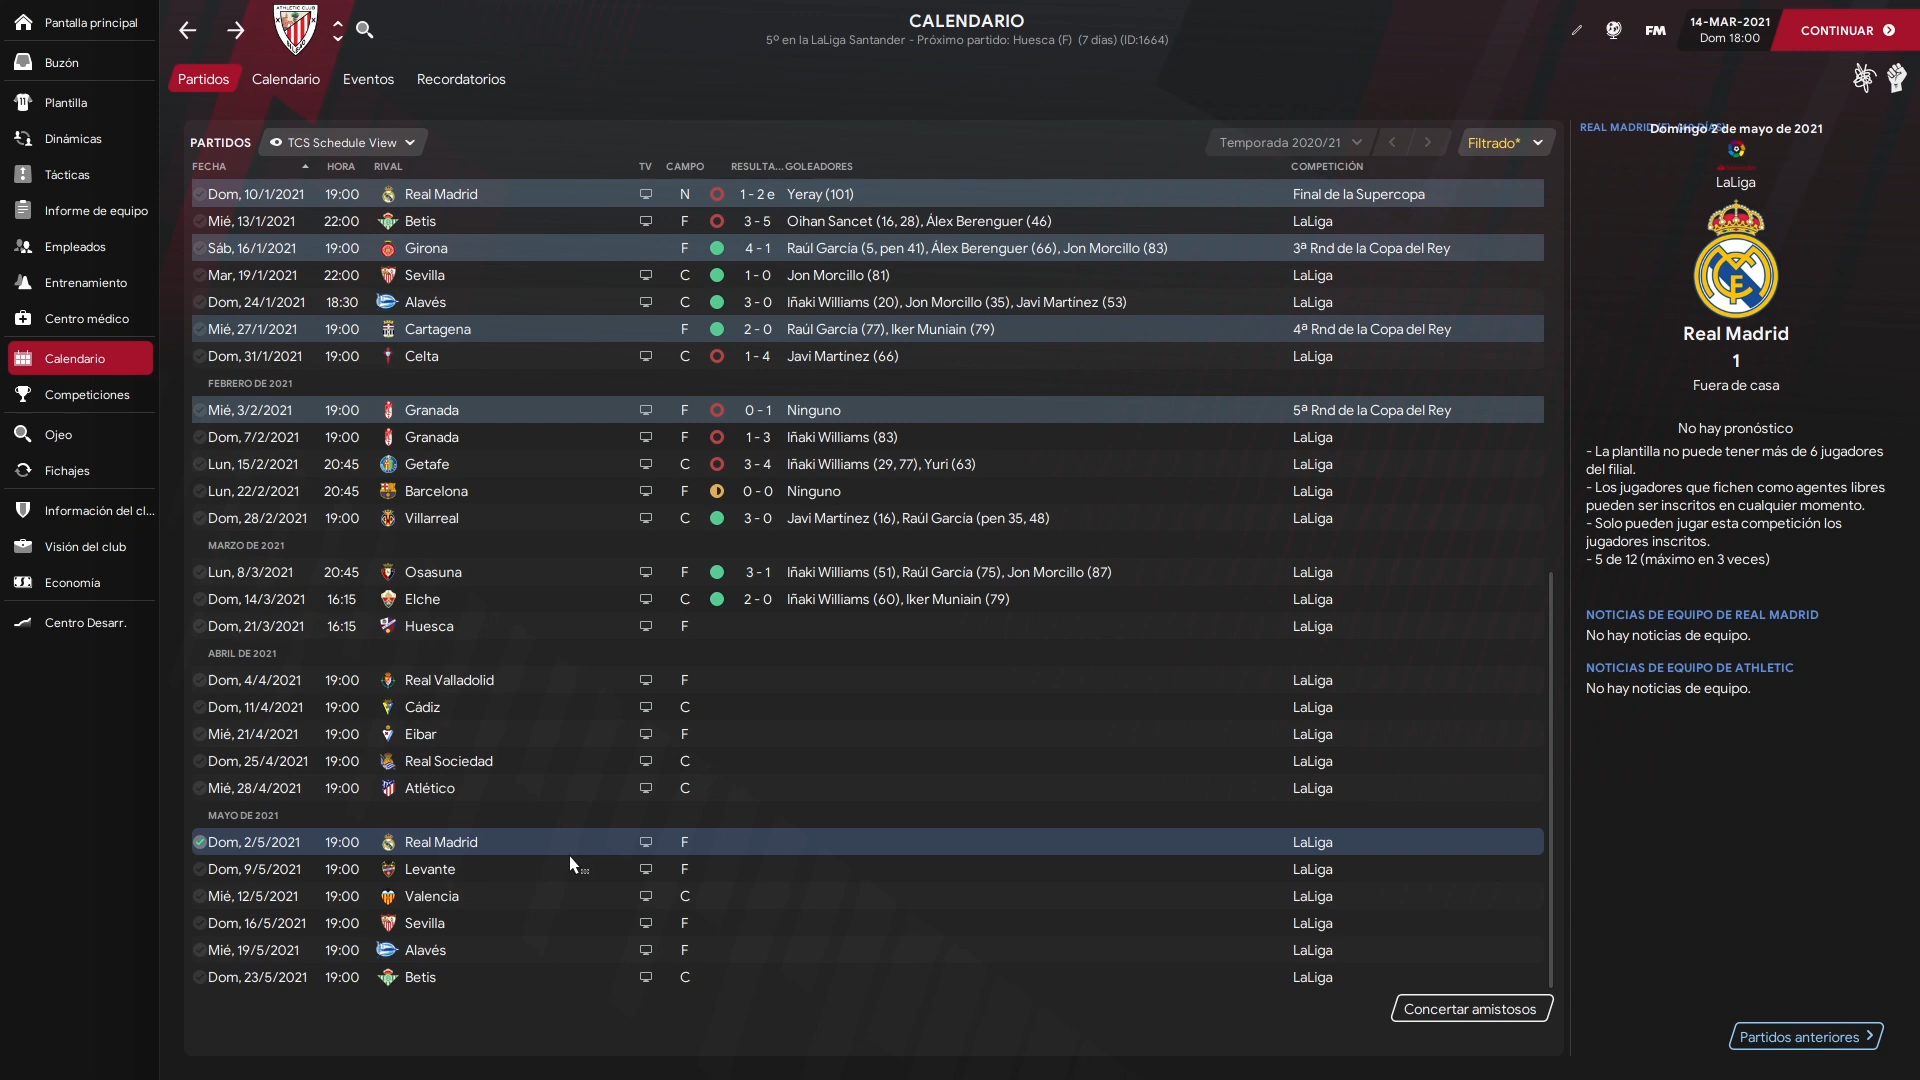 Pantalla principal
Buzón
Plantilla
Dinámicas
Tácticas
Informe de equipo
Empleados
Entrenamiento
Centro médico
Calendario
Competiciones
Ojeo
Fichajes
Información del cl...
Visión del club
Economía
Centro Desarr.
CALENDARIO
5º en la LaLiga Santander - Próximo partido: Huesca (F) (7 días) (ID:1664)
FM
14-MAR-2021
Dom 18:00
CONTINUAR
Partidos Calendario Eventos Recordatorios
PARTIDOS TCS Schedule View Temporada 2020/21 Filtrado*
FECHA HORA RIVAL TV CAMPO RESULTA... GOLEADORES COMPETICIÓN
Dom, 10/1/2021 19:00 Real Madrid N 1 - 2 e Yeray (101) Final de la Supercopa
Mié, 13/1/2021 22:00 Betis F 3 - 5 Oihan Sancet (16, 28), Álex Berenguer (46) LaLiga
Sáb, 16/1/2021 19:00 Girona F 4 - 1 Raúl García (5, pen 41), Álex Berenguer (66), Jon Morcillo (83) 3ª Rnd de la Copa del Rey
Mar, 19/1/2021 22:00 Sevilla C 1 - 0 Jon Morcillo (81) LaLiga
Dom, 24/1/2021 18:30 Alavés C 3 - 0 Iñaki Williams (20), Jon Morcillo (35), Javi Martínez (53) LaLiga
Mié, 27/1/2021 19:00 Cartagena F 2 - 0 Raúl García (77), Iker Muniain (79) 4ª Rnd de la Copa del Rey
Dom, 31/1/2021 19:00 Celta C 1 - 4 Javi Martínez (66) LaLiga
FEBRERO DE 2021
Mié, 3/2/2021 19:00 Granada F 0 - 1 Ninguno 5ª Rnd de la Copa del Rey
Dom, 7/2/2021 19:00 Granada F 1 - 3 Iñaki Williams (83) LaLiga
Lun, 15/2/2021 20:45 Getafe C 3 - 4 Iñaki Williams (29, 77), Yuri (63) LaLiga
Lun, 22/2/2021 20:45 Barcelona F 0 - 0 Ninguno LaLiga
Dom, 28/2/2021 19:00 Villarreal C 3 - 0 Javi Martínez (16), Raúl García (pen 35, 48) LaLiga
MARZO DE 2021
Lun, 8/3/2021 20:45 Osasuna F 3 - 1 Iñaki Williams (51), Raúl García (75), Jon Morcillo (87) LaLiga
Dom, 14/3/2021 16:15 Elche C 2 - 0 Iñaki Williams (60), Iker Muniain (79) LaLiga
Dom, 21/3/2021 16:15 Huesca F LaLiga
ABRIL DE 2021
Dom, 4/4/2021 19:00 Real Valladolid F LaLiga
Dom, 11/4/2021 19:00 Cádiz C LaLiga
Mié, 21/4/2021 19:00 Eibar F LaLiga
Dom, 25/4/2021 19:00 Real Sociedad C LaLiga
Mié, 28/4/2021 19:00 Atlético C LaLiga
MAYO DE 2021
Dom, 2/5/2021 19:00 Real Madrid F LaLiga
Dom, 9/5/2021 19:00 Levante F LaLiga
Mié, 12/5/2021 19:00 Valencia C LaLiga
Dom, 16/5/2021 19:00 Sevilla F LaLiga
Mié, 19/5/2021 19:00 Alavés F LaLiga
Dom, 23/5/2021 19:00 Betis C LaLiga
Concertar amistosos
REAL MADRID
Domingo 2 de mayo de 2021
LaLiga
Real Madrid
1
Fuera de casa
No hay pronóstico
- La plantilla no puede tener más de 6 jugadores
del filial.
- Los jugadores que fichen como agentes libres
pueden ser inscritos en cualquier momento.
- Solo pueden jugar esta competición los
jugadores inscritos.
- 5 de 12 (máximo en 3 veces)
NOTICIAS DE EQUIPO DE REAL MADRID
No hay noticias de equipo.
NOTICIAS DE EQUIPO DE ATHLETIC
No hay noticias de equipo.
Partidos anteriores